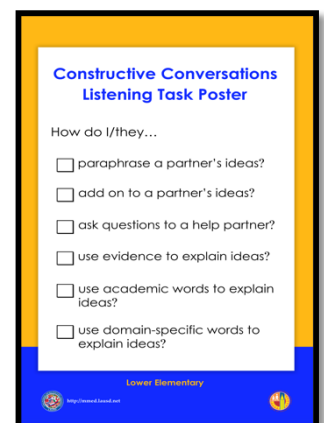 Constructive Conversations
Listening Task Poster
How do I/they...
paraphrase a partner's ideas?
add on to a partner's ideas?
ask questions to a help partner?
use evidence to explain ideas?
use academic words to explain
ideas?
use domain-specific words to
explain ideas?
Lower Elementary